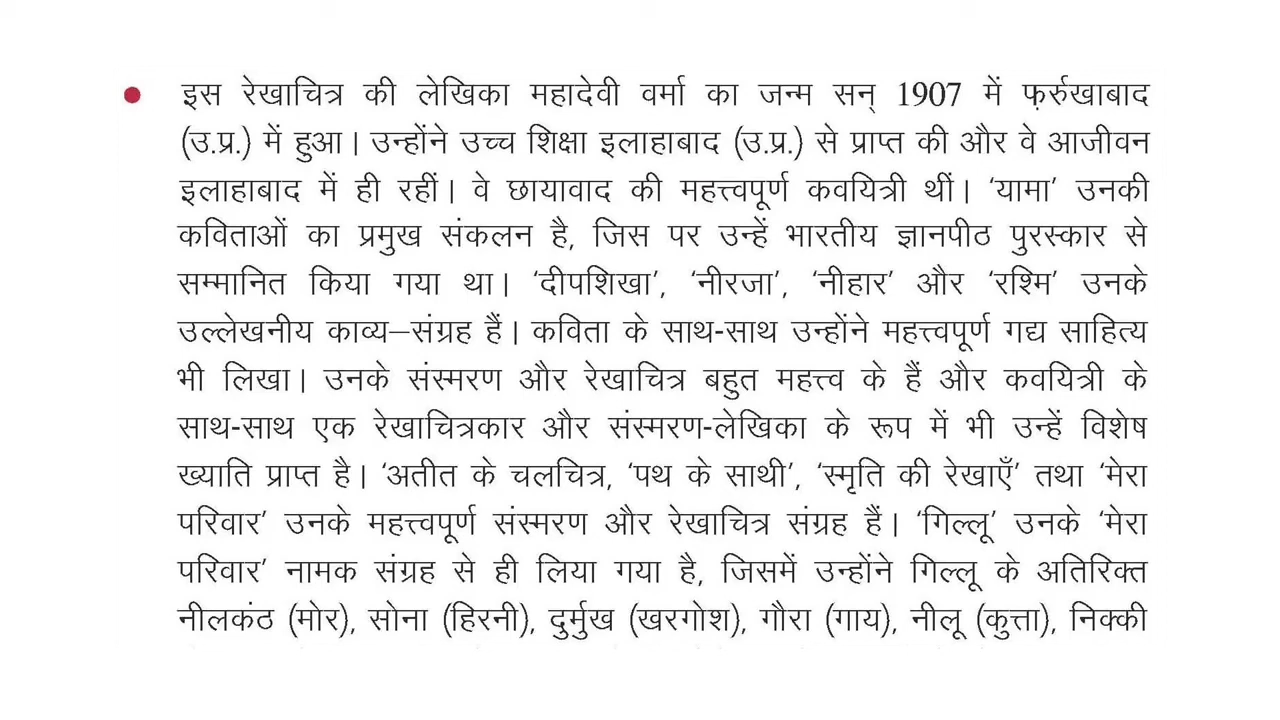 • इस रेखाचित्र की लेखिका महादेवी वर्मा का जन्म सन् 1907 में फ़र्रुखाबाद
(उ.प्र.) में हुआ। उन्होंने उच्च शिक्षा इलाहाबाद (उ.प्र.) से प्राप्त की और वे आजीवन
इलाहाबाद में ही रहीं। वे छायावाद की महत्त्वपूर्ण कवयित्री थीं। ‘यामा’ उनकी
कविताओं का प्रमुख संकलन है, जिस पर उन्हें भारतीय ज्ञानपीठ पुरस्कार से
सम्मानित किया गया था। ‘दीपशिखा’, ‘नीरजा’, ‘नीहार’ और ‘रश्मि’ उनके
उल्लेखनीय काव्य–संग्रह हैं। कविता के साथ-साथ उन्होंने महत्त्वपूर्ण गद्य साहित्य
भी लिखा। उनके संस्मरण और रेखाचित्र बहुत महत्त्व के हैं और कवयित्री के
साथ-साथ एक रेखाचित्रकार और संस्मरण-लेखिका के रूप में भी उन्हें विशेष
ख्याति प्राप्त है। ‘अतीत के चलचित्र, ‘पथ के साथी’, ‘स्मृति की रेखाएँ’ तथा ‘मेरा
परिवार’ उनके महत्त्वपूर्ण संस्मरण और रेखाचित्र संग्रह हैं। ‘गिल्लू’ उनके ‘मेरा
परिवार’ नामक संग्रह से ही लिया गया है, जिसमें उन्होंने गिल्लू के अतिरिक्त
नीलकंठ (मोर), सोना (हिरनी), दुर्मुख (खरगोश), गौरा (गाय), नीलू (कुत्ता), निक्की